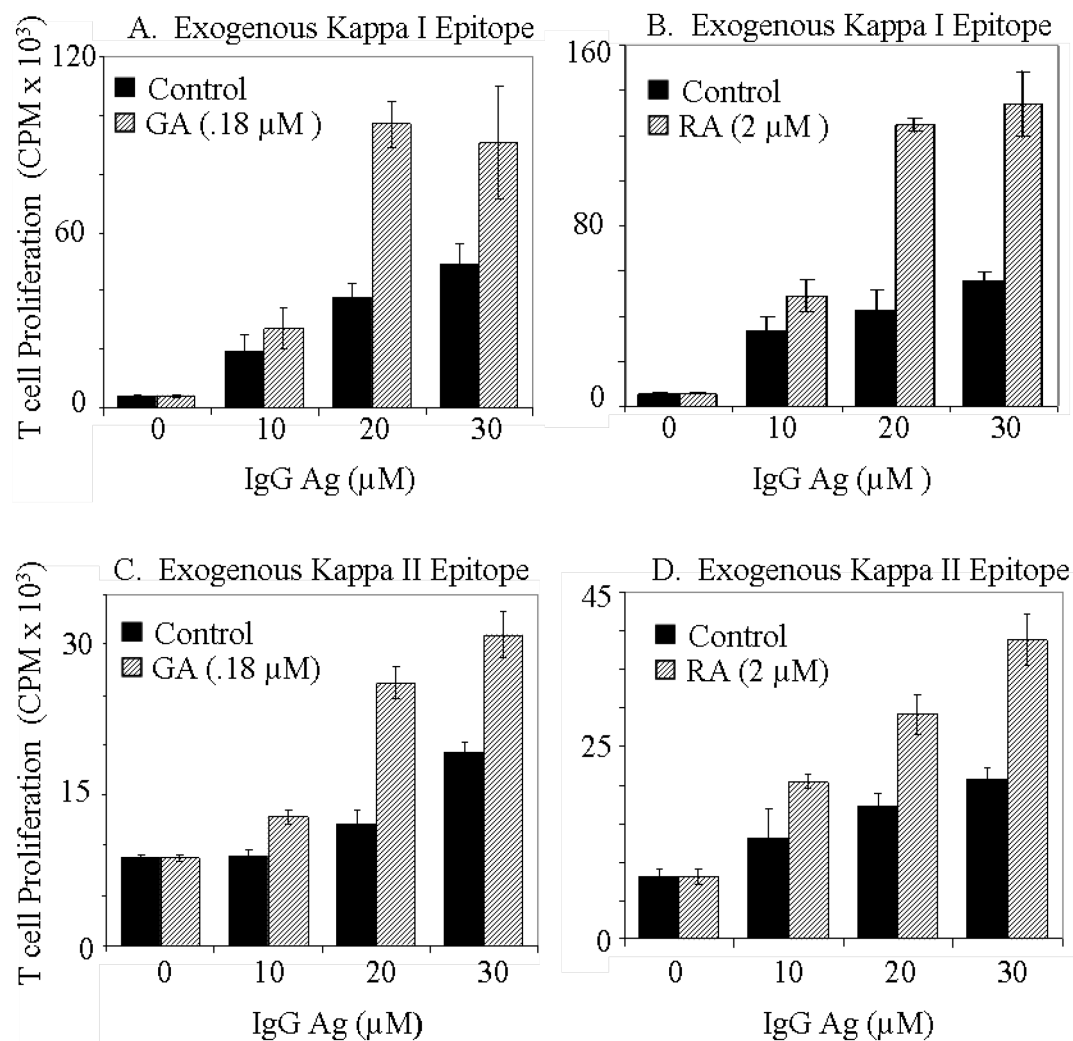 A. Exogenous Kappa I Epitope
T cell Proliferation (CPM x 10³)
120
60
0
Control
GA (.18 µM )
0 10 20 30
IgG Ag (µM)
B. Exogenous Kappa I Epitope
160
80
0
Control
RA (2 µM )
0 10 20 30
IgG Ag (µM )
C. Exogenous Kappa II Epitope
T cell Proliferation (CPM x 10³)
30
15
0
Control
GA (.18 µM)
0 10 20 30
IgG Ag (µM)
D. Exogenous Kappa II Epitope
45
25
0
Control
RA (2 µM)
0 10 20 30
IgG Ag (µM)